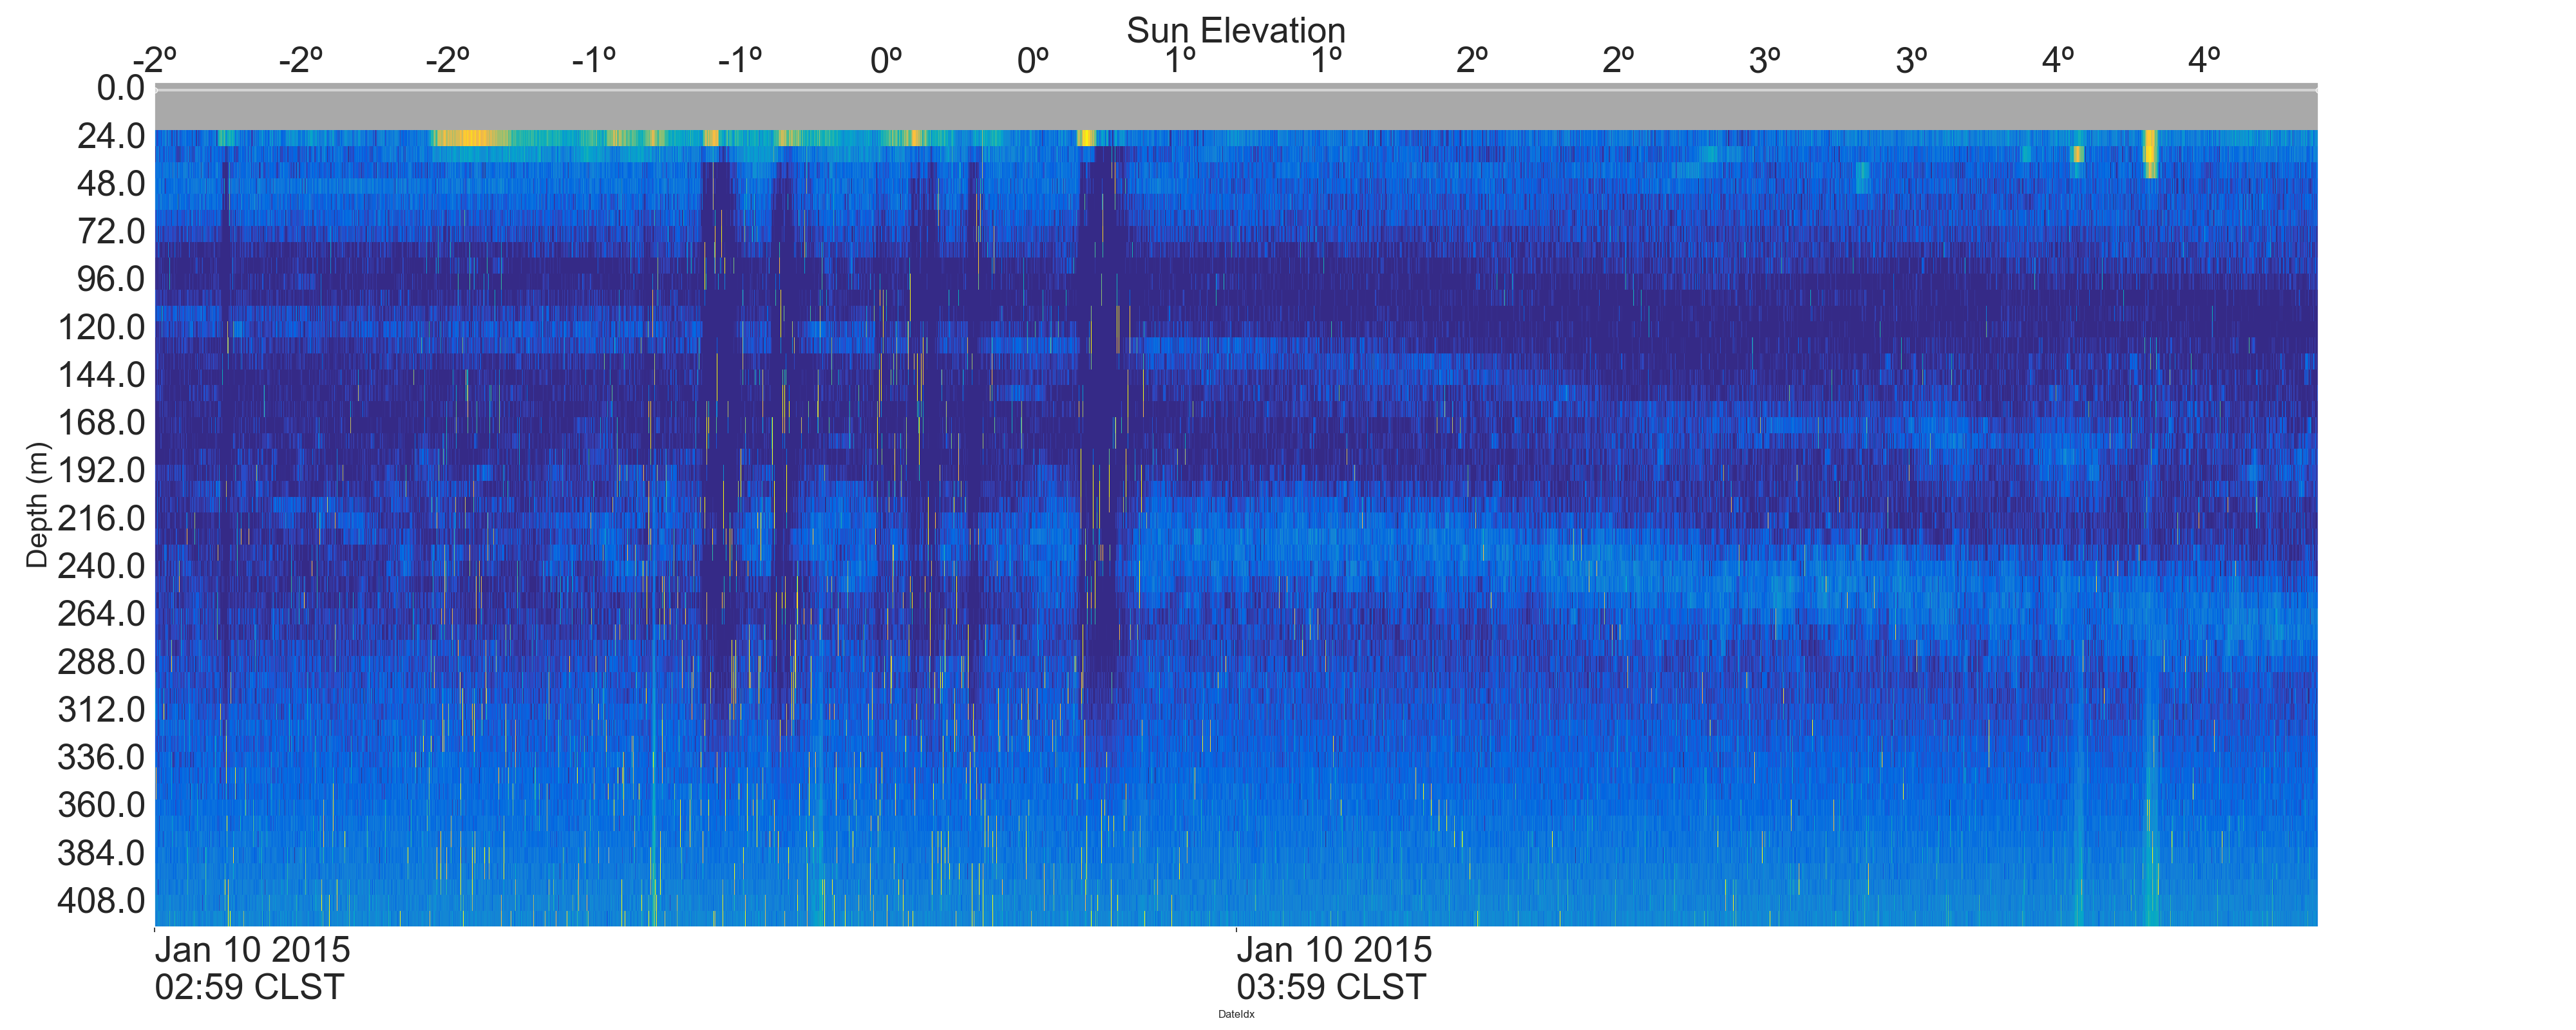 Sun Elevation
-2º -2º -2º -1º -1º 0º 0º 1º 1º 2º 2º 3º 3º 4º 4º
0.0
24.0
48.0
72.0
96.0
120.0
144.0
168.0
192.0
216.0
240.0
264.0
288.0
312.0
336.0
360.0
384.0
408.0
Depth (m)
Jan 10 2015
02:59 CLST
Jan 10 2015
03:59 CLST
DateIdx